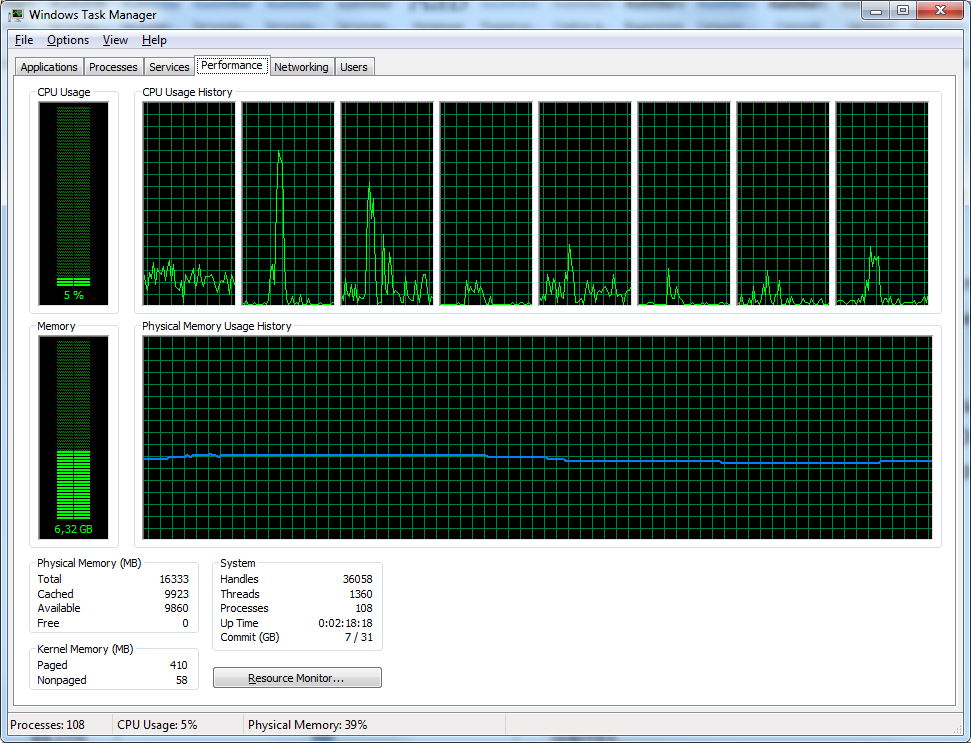 Windows Task Manager
File Options View Help
Applications Processes Services Performance Networking Users
CPU Usage
CPU Usage History
5 %
Memory
Physical Memory Usage History
6,32 GB
Physical Memory (MB)
Total 16333
Cached 9923
Available 9860
Free 0
System
Handles 36058
Threads 1360
Processes 108
Up Time 0:02:18:18
Commit (GB) 7 / 31
Kernel Memory (MB)
Paged 410
Nonpaged 58
Resource Monitor...
Processes: 108 CPU Usage: 5% Physical Memory: 39%